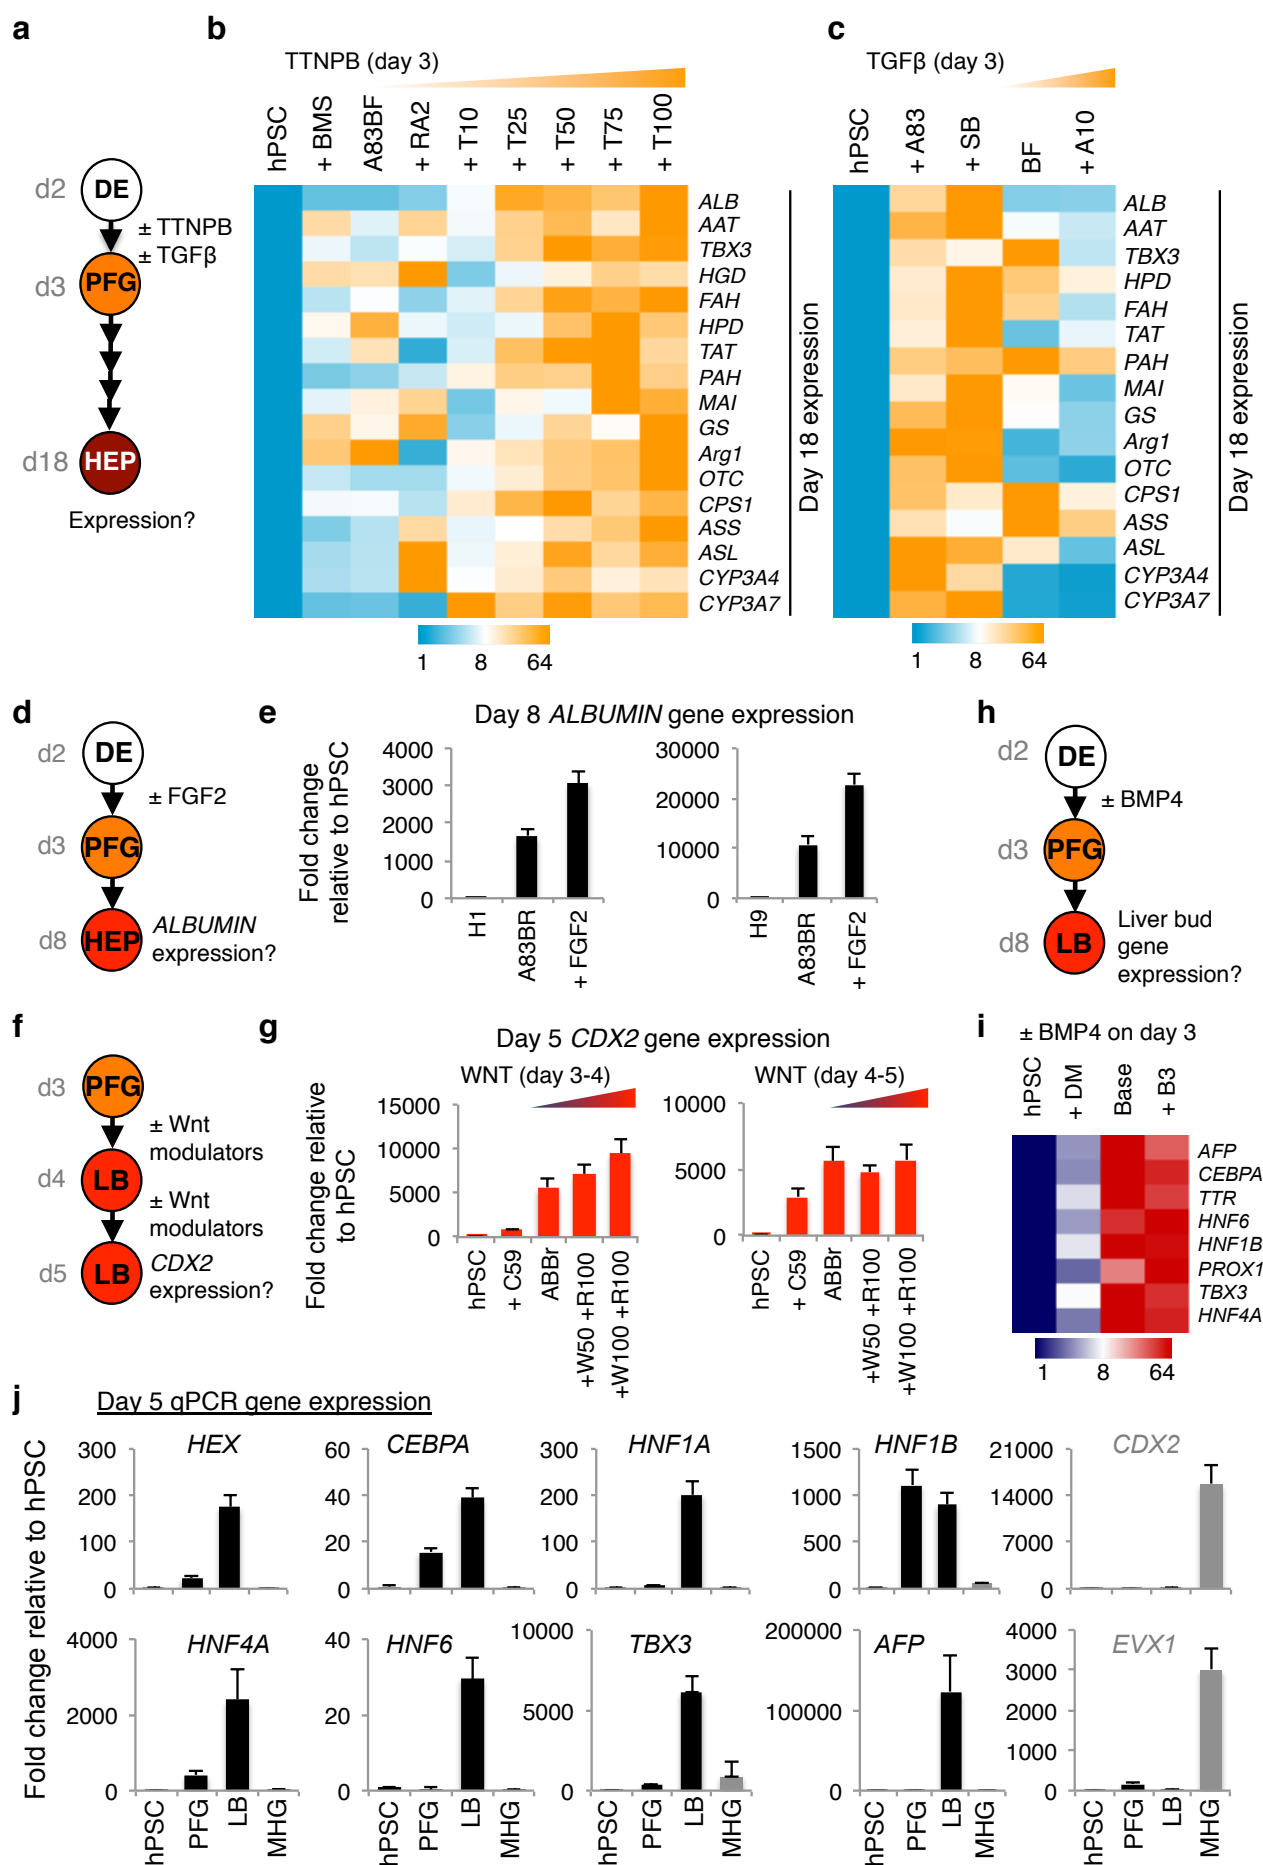 a
d2
DE
± TTNPB
± TGFβ
d3
PFG
d18
HEP
Expression?
b
TTNPB (day 3)
hPSC
+ BMS
A83BF
+ RA2
+ T10
+ T25
+ T50
+ T75
+ T100
ALB
AAT
TBX3
HGD
FAH
HPD
TAT
PAH
MAI
GS
Arg1
OTC
CPS1
ASS
ASL
CYP3A4
CYP3A7
Day 18 expression
1 8 64
c
TGFβ (day 3)
hPSC
+ A83
+ SB
BF
+ A10
ALB
AAT
TBX3
HPD
FAH
TAT
PAH
MAI
GS
Arg1
OTC
CPS1
ASS
ASL
CYP3A4
CYP3A7
Day 18 expression
1 8 64
d
d2
DE
± FGF2
d3
PFG
d8
HEP
ALBUMIN
expression?
e
Day 8 ALBUMIN gene expression
Fold change
relative to hPSC
4000
3000
2000
1000
0
H1
A83BR
+ FGF2
30000
20000
10000
0
H9
A83BR
+ FGF2
h
d2
DE
± BMP4
d3
PFG
d8
LB
Liver bud
gene
expression?
f
d3
PFG
± Wnt
modulators
d4
LB
± Wnt
modulators
d5
LB
CDX2
expression?
g
Day 5 CDX2 gene expression
Fold change relative
to hPSC
WNT (day 3-4)
15000
10000
5000
0
hPSC
+ C59
ABBr
+W50 +R100
+W100 +R100
WNT (day 4-5)
10000
5000
0
hPSC
+ C59
ABBr
+W50 +R100
+W100 +R100
i
± BMP4 on day 3
hPSC
+ DM
Base
+ B3
AFP
CEBPA
TTR
HNF6
HNF1B
PROX1
TBX3
HNF4A
1 8 64
j
Day 5 qPCR gene expression
Fold change relative to hPSC
HEX
300
200
100
0
CEBPA
60
40
20
0
HNF1A
300
200
100
0
HNF1B
1500
1000
500
0
CDX2
21000
14000
7000
0
HNF4A
4000
2000
0
hPSC
PFG
LB
MHG
HNF6
40
20
0
hPSC
PFG
LB
MHG
TBX3
10000
5000
0
hPSC
PFG
LB
MHG
AFP
200000
100000
0
hPSC
PFG
LB
MHG
EVX1
4000
3000
2000
1000
0
hPSC
PFG
LB
MHG